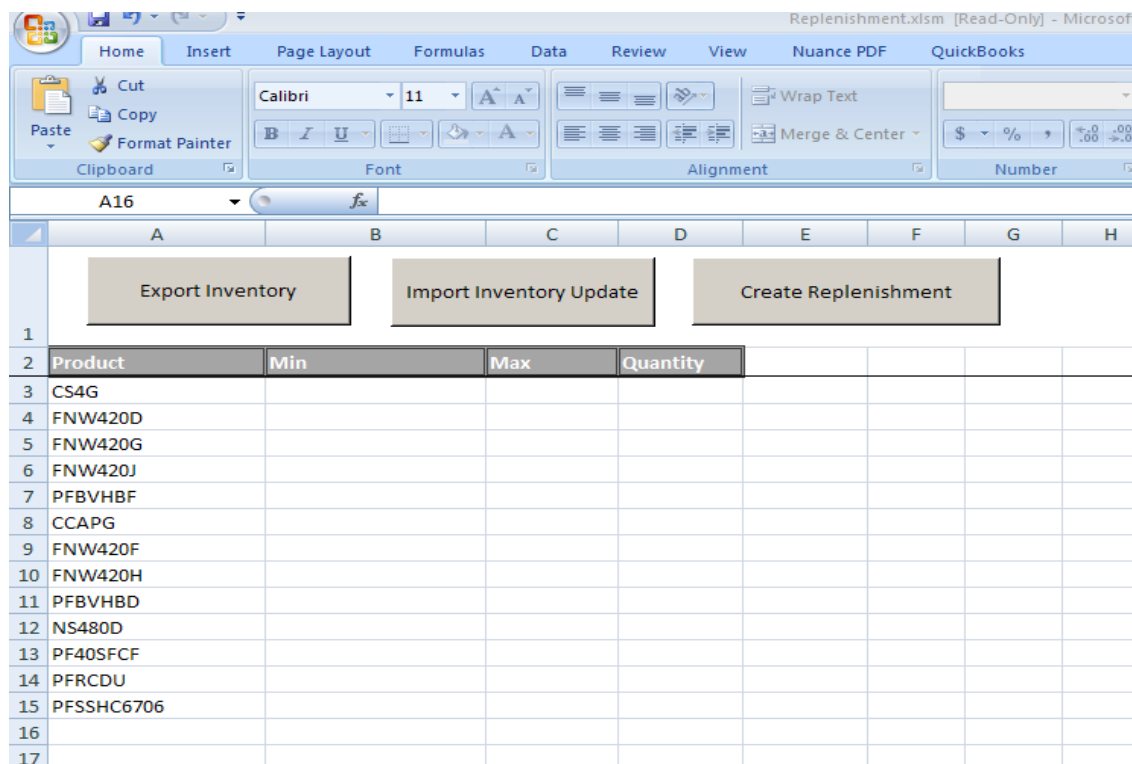 Replenishment.xlsm [Read-Only] - Microsof
Home Insert Page Layout Formulas Data Review View Nuance PDF QuickBooks
Cut
Copy
Paste
Format Painter
Calibri 11 A A
B I U A
Wrap Text
Merge & Center
$ % , .00 .00
Clipboard Font Alignment Number
A16 fx
A B C D E F G H
Export Inventory Import Inventory Update Create Replenishment
1
2 Product Min Max Quantity
3 CS4G
4 FNW420D
5 FNW420G
6 FNW420J
7 PFBVHBF
8 CCAPG
9 FNW420F
10 FNW420H
11 PFBVHBD
12 NS480D
13 PF40SFCF
14 PFRCDU
15 PFSSHC6706
16
17